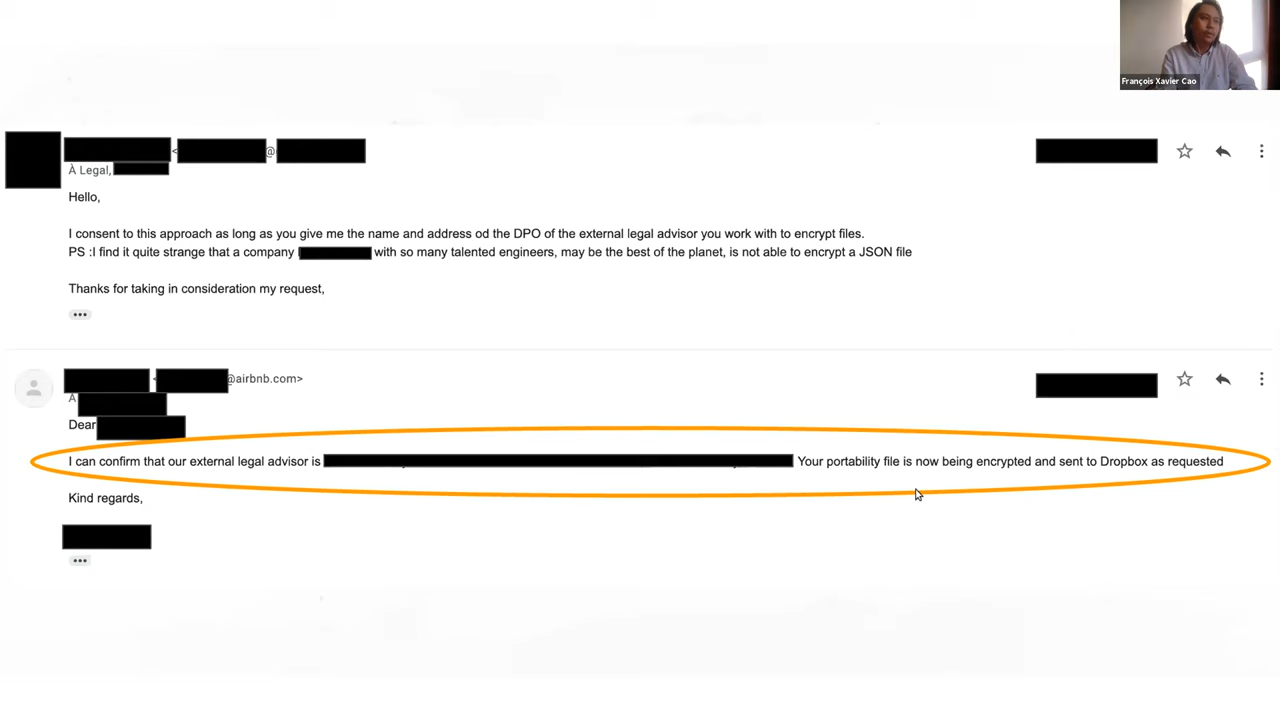 François Xavier Cao
< @
À Legal,
Hello,
I consent to this approach as long as you give me the name and address od the DPO of the external legal advisor you work with to encrypt files.
PS :I find it quite strange that a company with so many talented engineers, may be the best of the planet, is not able to encrypt a JSON file
Thanks for taking in consideration my request,
< @airbnb.com>
À
Dear
I can confirm that our external legal advisor is Your portability file is now being encrypted and sent to Dropbox as requested
Kind regards,